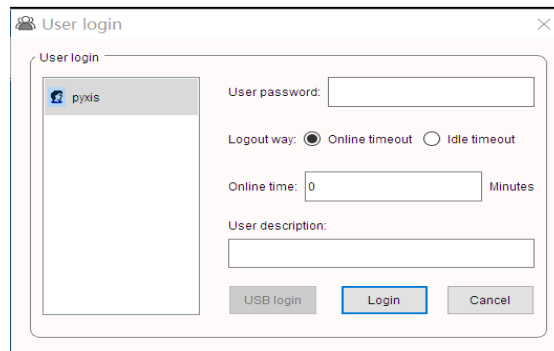 User login
User login
pyxis
User password:
Logout way: Online timeout Idle timeout
Online time: 0 Minutes
User description:
USB login Login Cancel